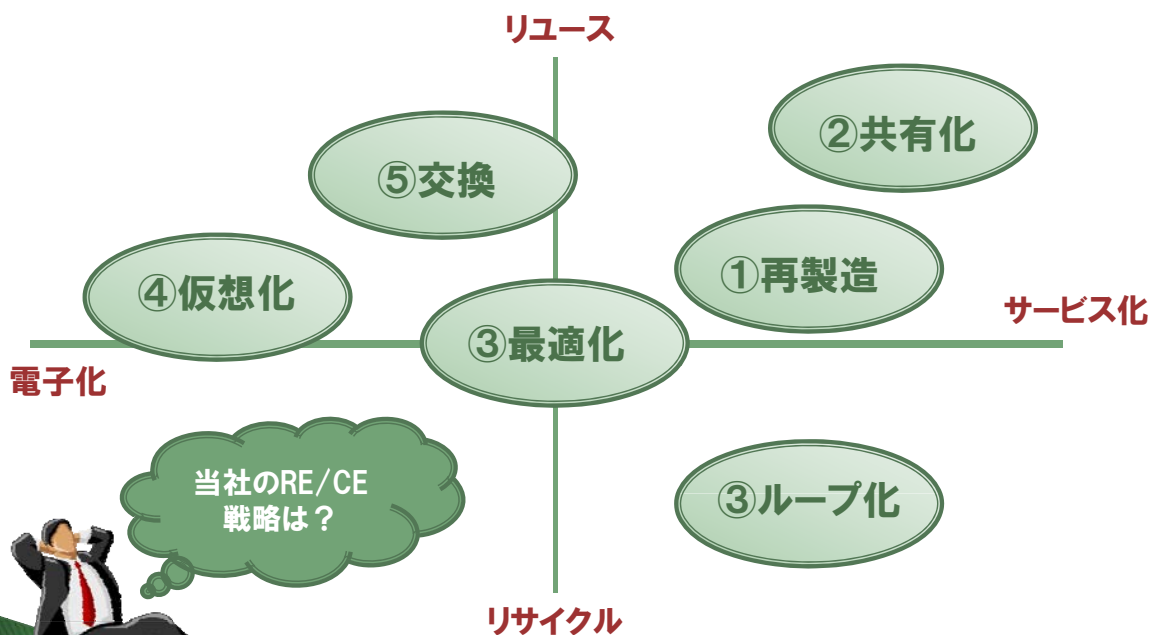 リユース
②共有化
⑤交換
①再製造
④仮想化
サービス化
③最適化
電子化
当社のRE/CE
戦略は？
③ループ化
リサイクル